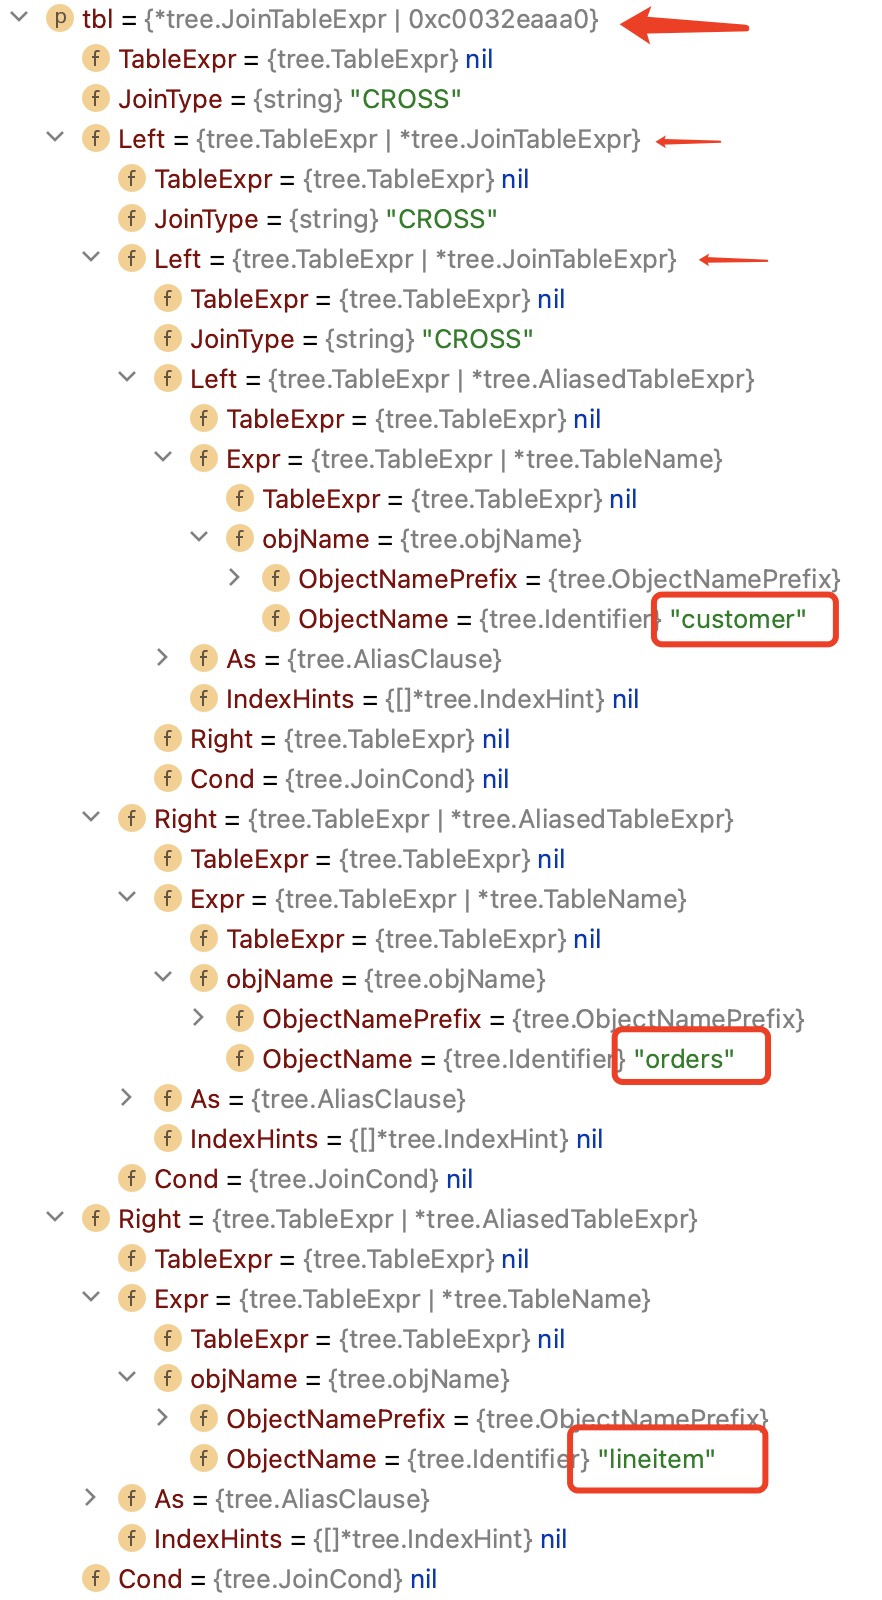 p tbl = {*tree.JoinTableExpr | 0xc0032eaaa0}
f TableExpr = {tree.TableExpr} nil
f JoinType = {string} "CROSS"
f Left = {tree.TableExpr | *tree.JoinTableExpr}
f TableExpr = {tree.TableExpr} nil
f JoinType = {string} "CROSS"
f Left = {tree.TableExpr | *tree.JoinTableExpr}
f TableExpr = {tree.TableExpr} nil
f JoinType = {string} "CROSS"
f Left = {tree.TableExpr | *tree.AliasedTableExpr}
f TableExpr = {tree.TableExpr} nil
f Expr = {tree.TableExpr | *tree.TableName}
f TableExpr = {tree.TableExpr} nil
f objName = {tree.objName}
f ObjectNamePrefix = {tree.ObjectNamePrefix}
f ObjectName = {tree.Identifier} "customer"
f As = {tree.AliasClause}
f IndexHints = {[]*tree.IndexHint} nil
f Right = {tree.TableExpr} nil
f Cond = {tree.JoinCond} nil
f Right = {tree.TableExpr | *tree.AliasedTableExpr}
f TableExpr = {tree.TableExpr} nil
f Expr = {tree.TableExpr | *tree.TableName}
f TableExpr = {tree.TableExpr} nil
f objName = {tree.objName}
f ObjectNamePrefix = {tree.ObjectNamePrefix}
f ObjectName = {tree.Identifier} "orders"
f As = {tree.AliasClause}
f IndexHints = {[]*tree.IndexHint} nil
f Cond = {tree.JoinCond} nil
f Right = {tree.TableExpr | *tree.AliasedTableExpr}
f TableExpr = {tree.TableExpr} nil
f Expr = {tree.TableExpr | *tree.TableName}
f TableExpr = {tree.TableExpr} nil
f objName = {tree.objName}
f ObjectNamePrefix = {tree.ObjectNamePrefix}
f ObjectName = {tree.Identifier} "lineitem"
f As = {tree.AliasClause}
f IndexHints = {[]*tree.IndexHint} nil
f Cond = {tree.JoinCond} nil